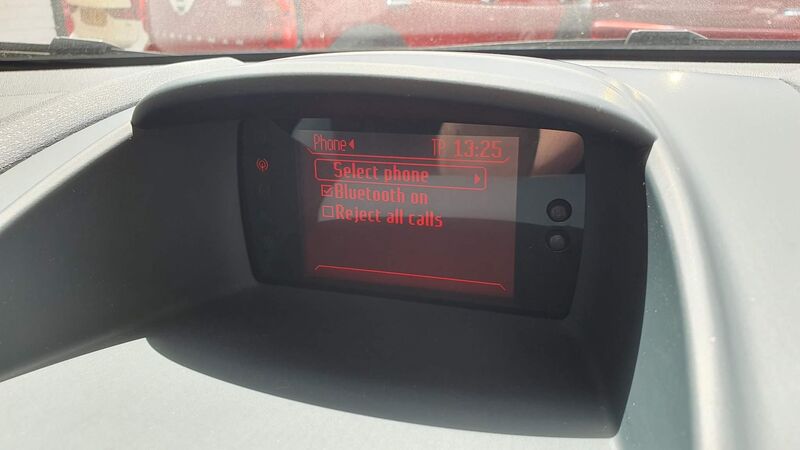 Phone TP 13:25
Select phone
Bluetooth on
Reject all calls